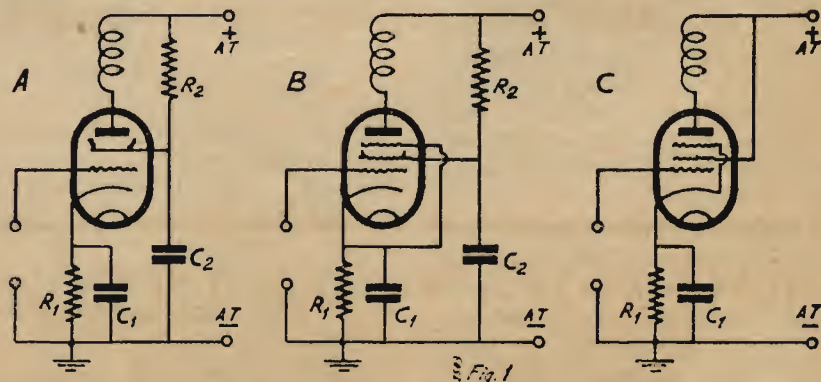 A
R2
+
AT
R1
C1
C2
AT
-
B
R2
+
AT
R1
C1
C2
AT
-
C
+
AT
R1
C1
AT
-
Fig. 1